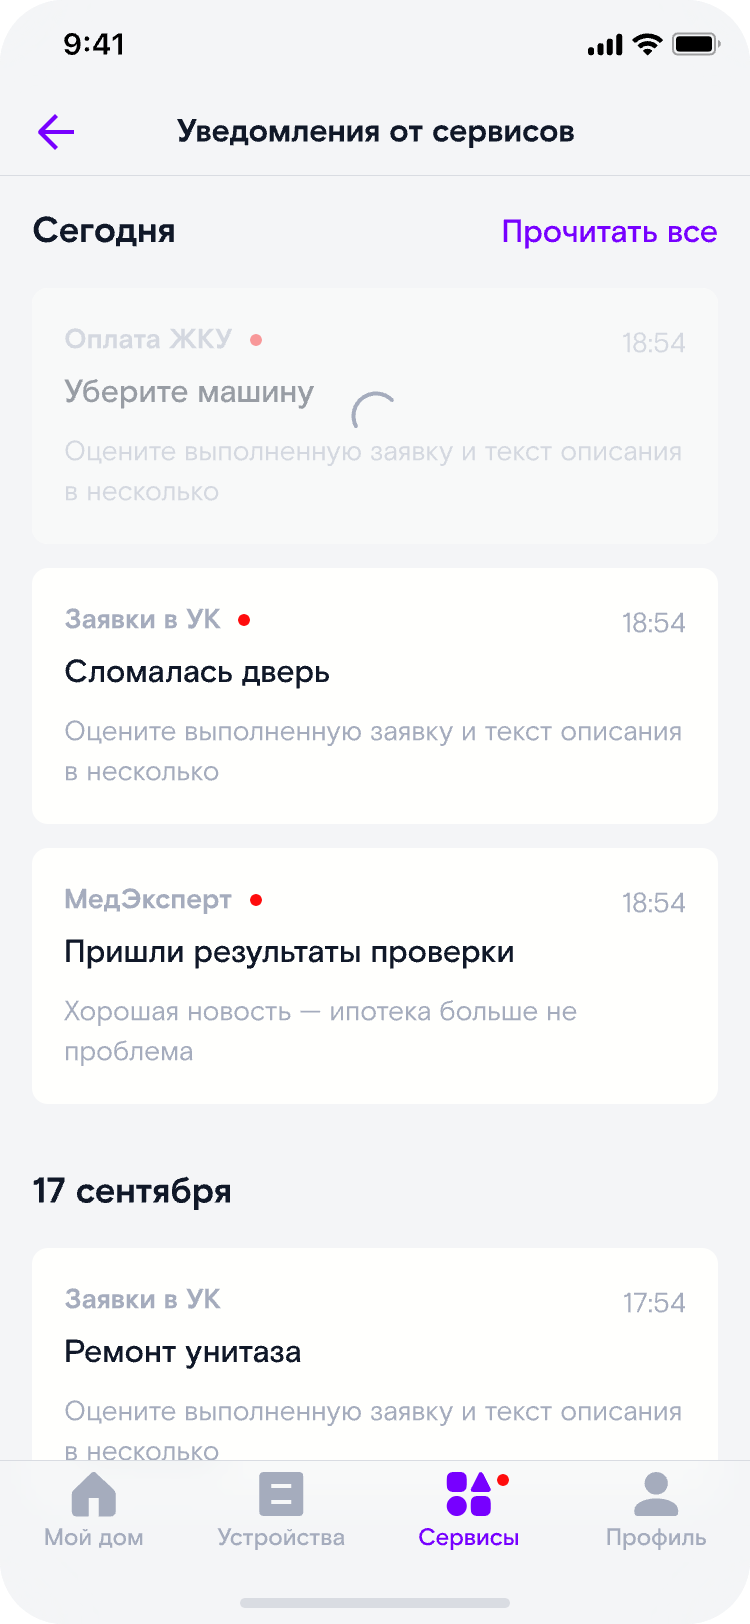 9:41
Уведомления от сервисов
Сегодня
Прочитать все
Оплата ЖКУ
18:54
Уберите машину
Оцените выполненную заявку и текст описания
в несколько
Заявки в УК
18:54
Сломалась дверь
Оцените выполненную заявку и текст описания
в несколько
МедЭксперт
18:54
Пришли результаты проверки
Хорошая новость — ипотека больше не
проблема
17 сентября
Заявки в УК
17:54
Ремонт унитаза
Оцените выполненную заявку и текст описания
в несколько
Мой дом
Устройства
Сервисы
Профиль